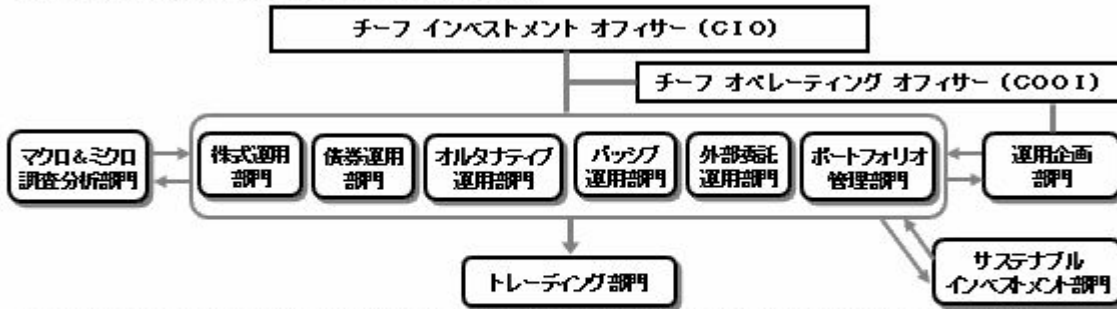 チーフ インベストメント オフィサー (CIO)
チーフ オペレーティング オフィサー (COOI)
マクロ&ミクロ
調査分析部門
株式運用
部門
債券運用
部門
オルタナティブ
運用部門
パッシブ
運用部門
外部委託
運用部門
ポートフォリオ
管理部門
運用企画
部門
トレーディング部門
サステナブル
インベストメント部門